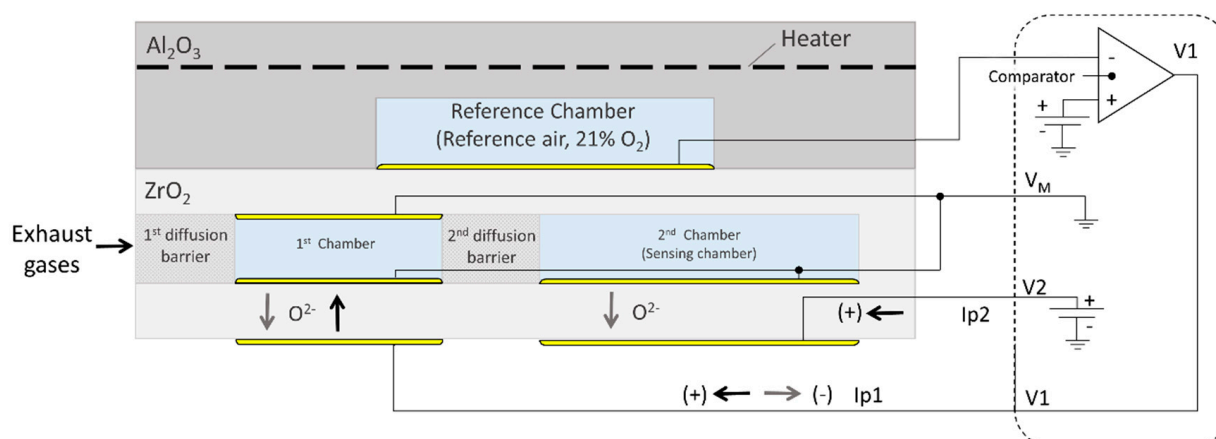 Al₂O₃
Heater
V1
-
Comparator
+
+
-
Reference Chamber
(Reference air, 21% O₂)
ZrO₂
V_M
Exhaust
gases
1st diffusion
barrier
1st Chamber
2nd diffusion
barrier
2nd Chamber
(Sensing chamber)
O²⁻
O²⁻
(+)
Ip2
V2
+
-
(+)
(-)
Ip1
V1